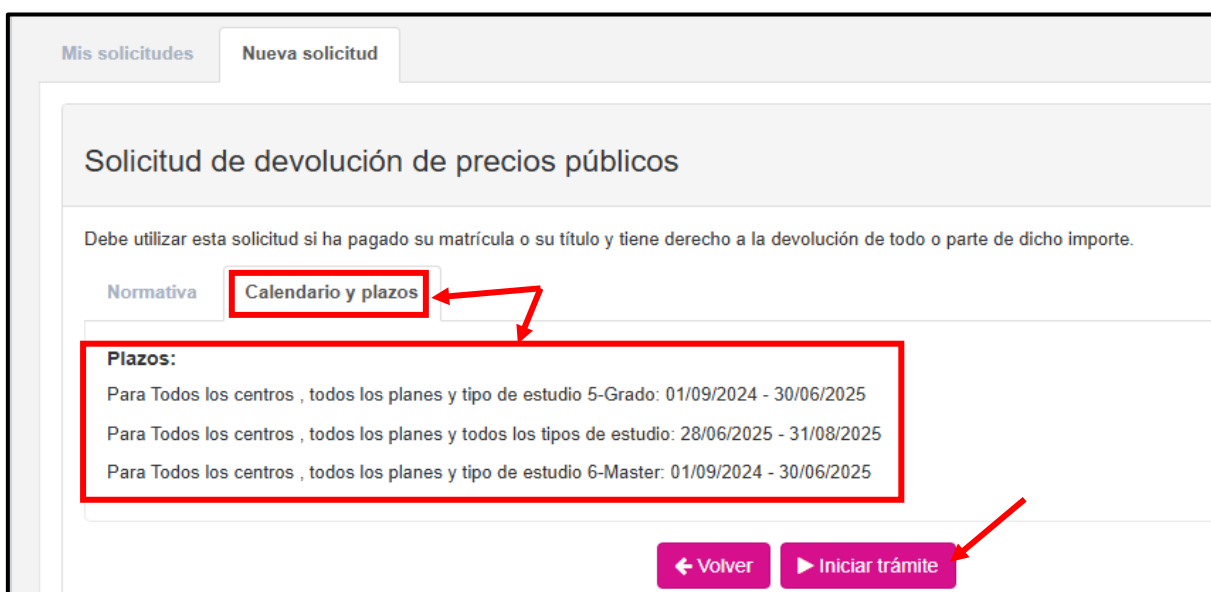 Mis solicitudes Nueva solicitud
Solicitud de devolución de precios públicos
Debe utilizar esta solicitud si ha pagado su matrícula o su título y tiene derecho a la devolución de todo o parte de dicho importe.
Normativa Calendario y plazos
Plazos:
Para Todos los centros , todos los planes y tipo de estudio 5-Grado: 01/09/2024 - 30/06/2025
Para Todos los centros , todos los planes y todos los tipos de estudio: 28/06/2025 - 31/08/2025
Para Todos los centros , todos los planes y tipo de estudio 6-Master: 01/09/2024 - 30/06/2025
Volver Iniciar trámite